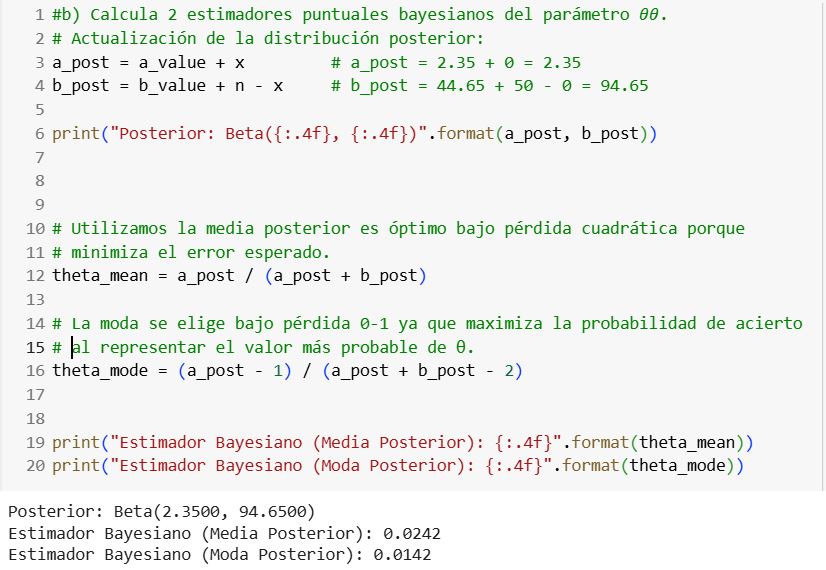 1 #b) Calcula 2 estimadores puntuales bayesianos del parámetro θθ.
2 # Actualización de la distribución posterior:
3 a_post = a_value + x         # a_post = 2.35 + 0 = 2.35
4 b_post = b_value + n - x     # b_post = 44.65 + 50 - 0 = 94.65
5
6 print("Posterior: Beta({:.4f}, {:.4f})".format(a_post, b_post))
7
8
9
10 # Utilizamos la media posterior es óptimo bajo pérdida cuadrática porque
11 # minimiza el error esperado.
12 theta_mean = a_post / (a_post + b_post)
13
14 # La moda se elige bajo pérdida 0-1 ya que maximiza la probabilidad de acierto
15 # al representar el valor más probable de θ.
16 theta_mode = (a_post - 1) / (a_post + b_post - 2)
17
18
19 print("Estimador Bayesiano (Media Posterior): {:.4f}".format(theta_mean))
20 print("Estimador Bayesiano (Moda Posterior): {:.4f}".format(theta_mode))
Posterior: Beta(2.3500, 94.6500)
Estimador Bayesiano (Media Posterior): 0.0242
Estimador Bayesiano (Moda Posterior): 0.0142